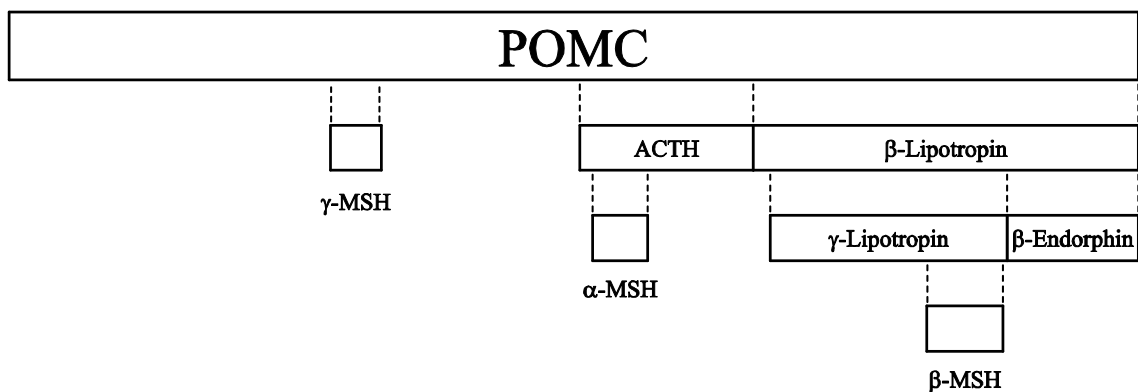 POMC
ACTH
β-Lipotropin
γ-MSH
γ-Lipotropin
β-Endorphin
α-MSH
β-MSH